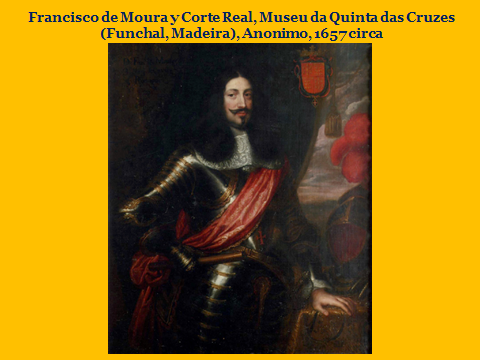 Francisco de Moura y Corte Real, Museu da Quinta das Cruzes
(Funchal, Madeira), Anonimo, 1657 circa